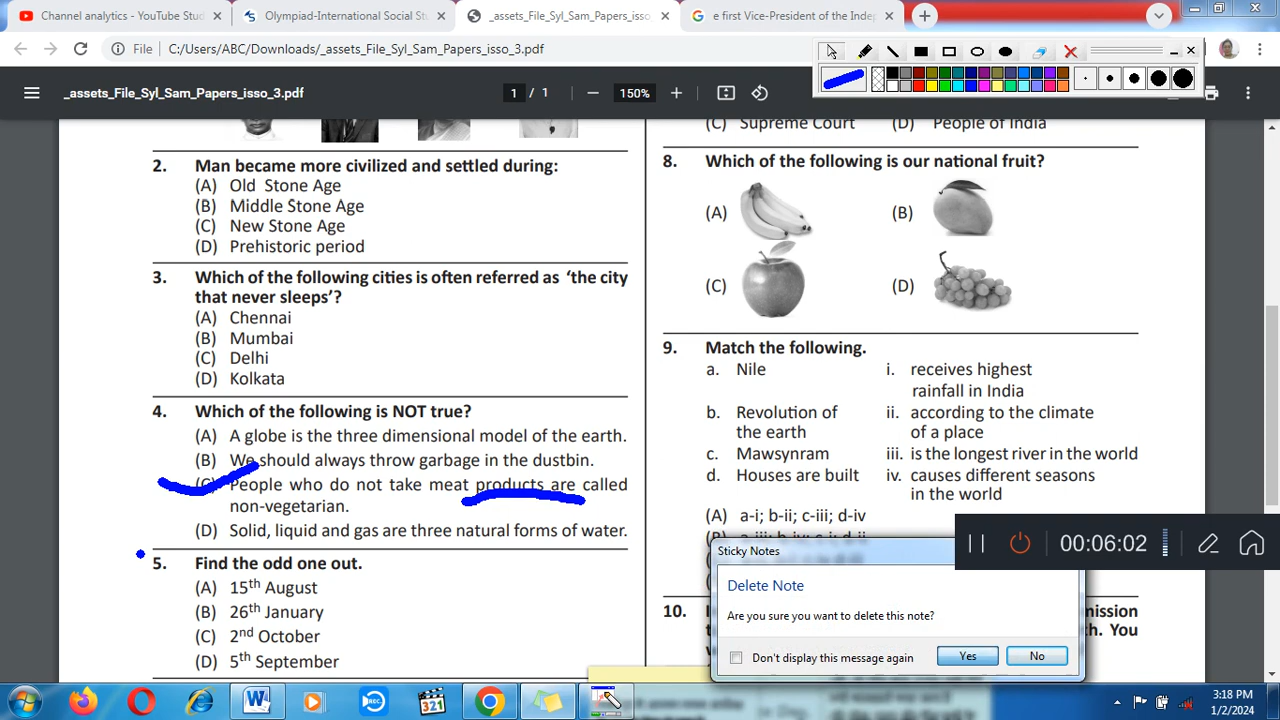 Channel analytics - YouTube Stud
Olympiad-International Social Stu
_assets_File_Syl_Sam_Papers_isso
e first Vice-President of the Indep
File
C:/Users/ABC/Downloads/_assets_File_Syl_Sam_Papers_isso_3.pdf
_assets_File_Syl_Sam_Pap
s_3.pdf
1 / 1
150%
2. Man became more civilized and settled during:
(A) Old Stone Age
(B) Middle Stone Age
(C) New Stone Age
(D) Prehistoric period
3. Which of the following cities is often referred as ‘the city
that never sleeps’?
(A) Chennai
(B) Mumbai
(C) Delhi
(D) Kolkata
4. Which of the following is NOT true?
(A) A globe is the three dimensional model of the earth.
(B) We should always throw garbage in the dustbin.
(C) People who do not take meat products are called
non-vegetarian.
(D) Solid, liquid and gas are three natural forms of water.
5. Find the odd one out.
(A) 15th August
(B) 26th January
(C) 2nd October
(D) 5th September
(C) Supreme Court (D) People of India
8. Which of the following is our national fruit?
(A) (B)
(C) (D)
9. Match the following.
a. Nile i. receives highest
rainfall in India
b. Revolution of ii. according to the climate
the earth of a place
c. Mawsynram iii. is the longest river in the world
d. Houses are built iv. causes different seasons
in the world
(A) a-i; b-ii; c-iii; d-iv
10.
mission
h. You
00:06:02
Sticky Notes
Delete Note
Are you sure you want to delete this note?
Don't display this message again
Yes
No
REC
321
3:18 PM
1/2/2024